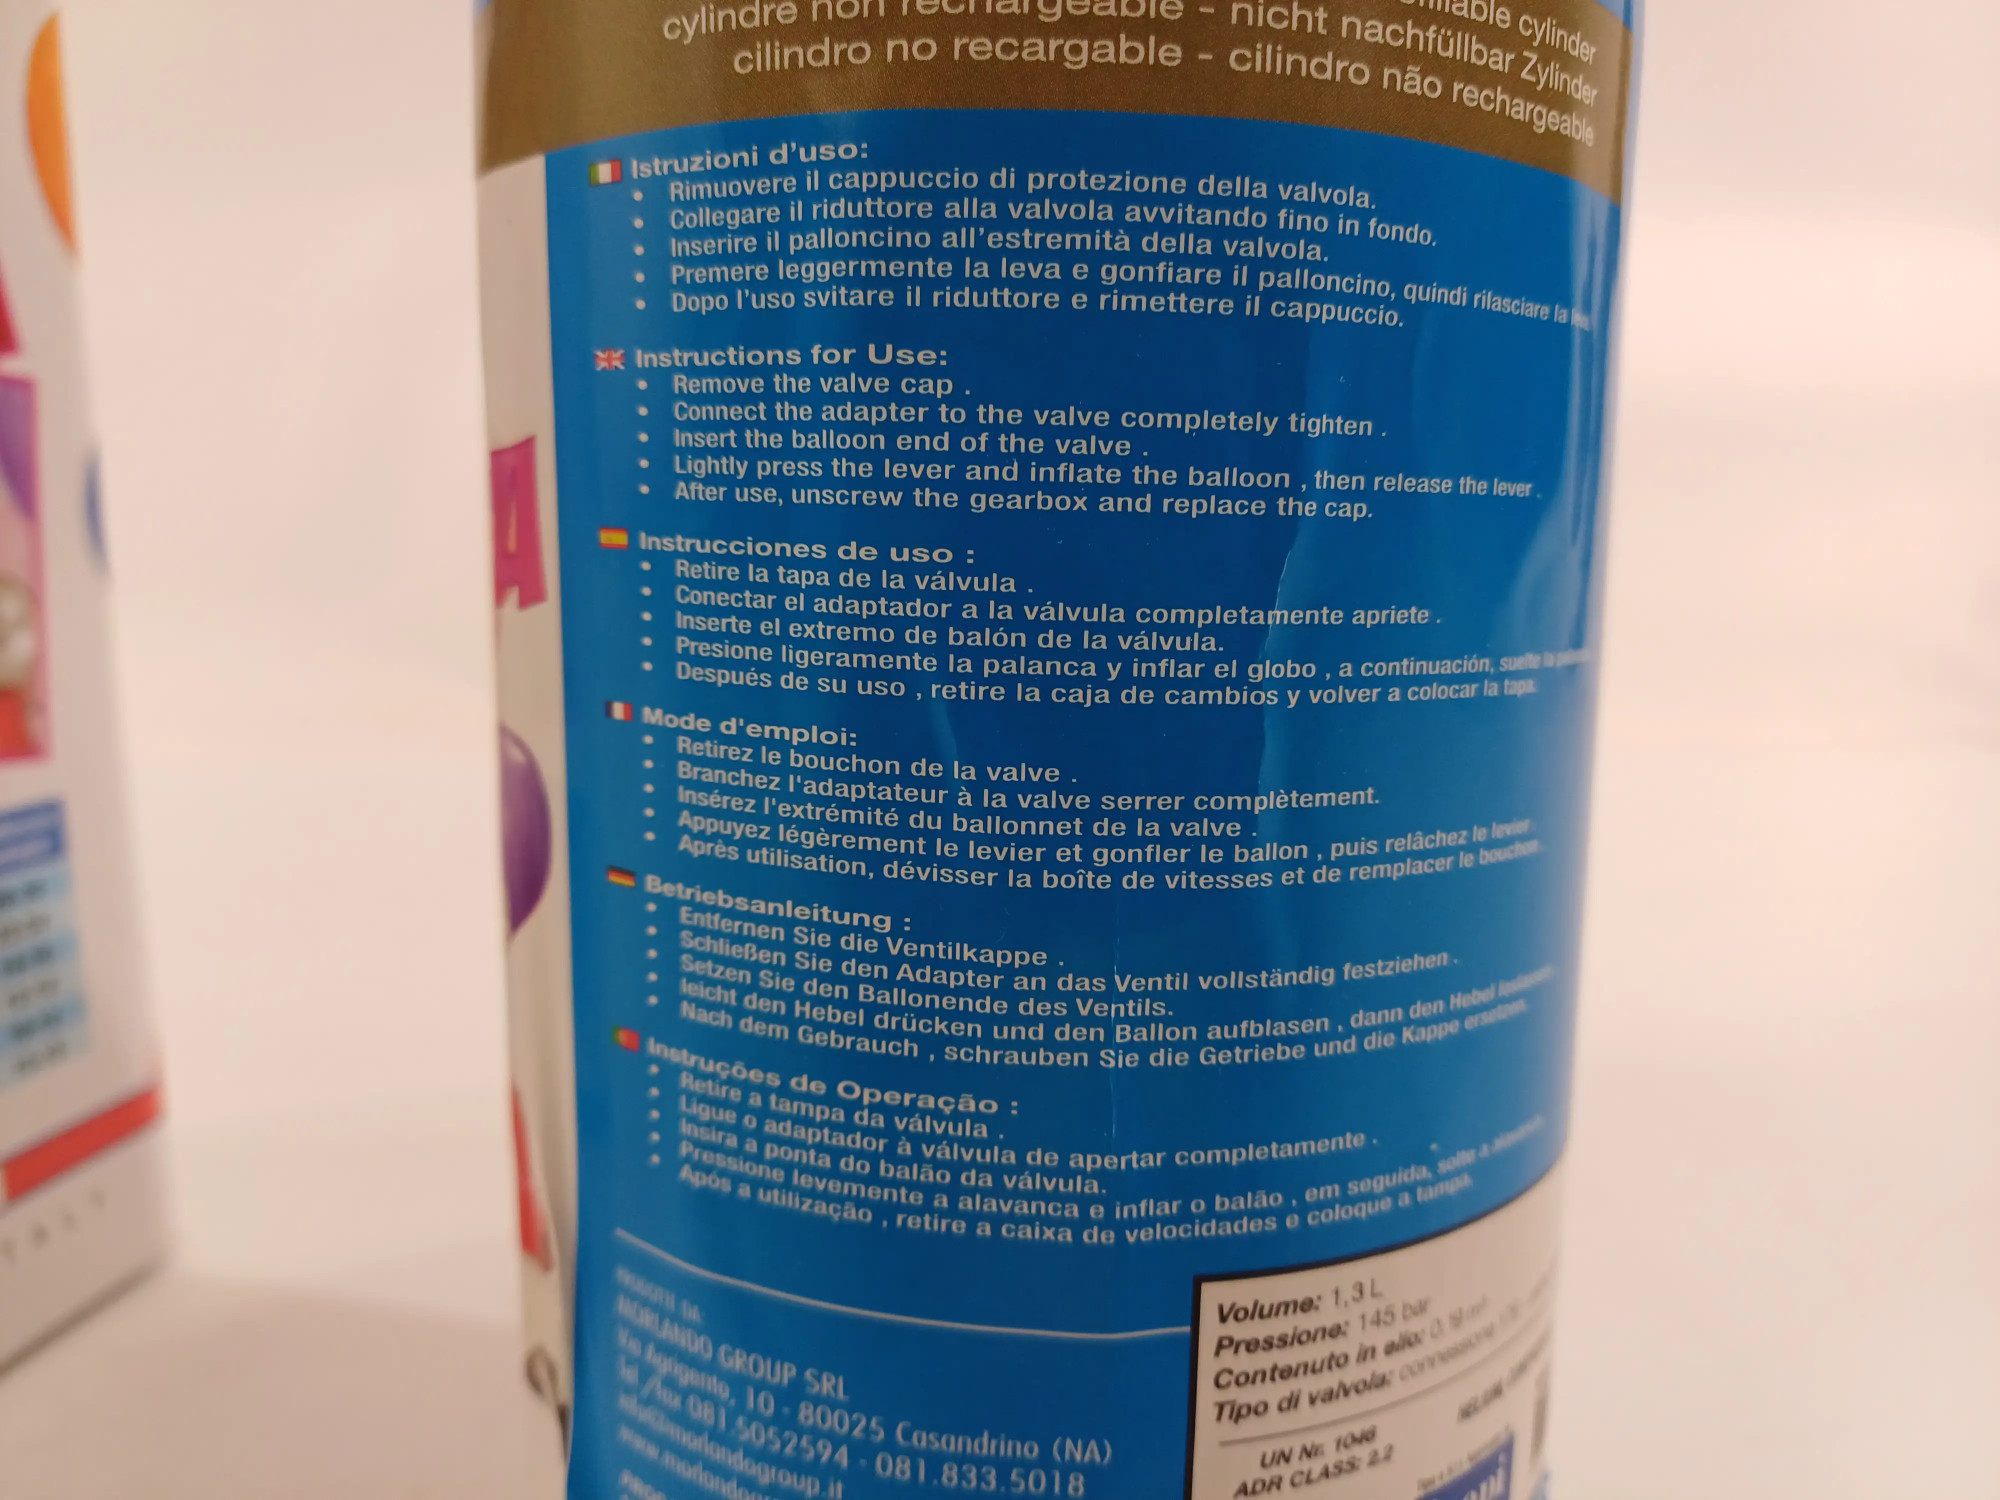 cylinder
cylindre non rechargeable - nicht nachfüllbar Zylinder
cilindro no recargable - cilindro não rechargeable
Istruzioni d'uso:
• Rimuovere il cappuccio di protezione della valvola.
• Collegare il riduttore alla valvola avvitando fino in fondo.
• Inserire il palloncino all'estremità della valvola.
• Premere leggermente la leva e gonfiare il palloncino, quindi rilasciare la
• Dopo l'uso svitare il riduttore e rimettere il cappuccio.
Instructions for Use:
• Remove the valve cap .
• Connect the adapter to the valve completely tighten .
• Insert the balloon end of the valve .
• Lightly press the lever and inflate the balloon , then release the lever .
• After use, unscrew the gearbox and replace the cap.
Instrucciones de uso :
• Retire la tapa de la válvula .
• Conectar el adaptador a la válvula completamente apriete .
• Inserte el extremo de balón de la válvula.
• Presione ligeramente la palanca y inflar el globo , a continuación, suelte la
• Después de su uso , retire la caja de cambios y volver a colocar la tapa.
Mode d'emploi:
• Retirez le bouchon de la valve .
• Branchez l'adaptateur à la valve serrer complètement.
• Insérez l'extrémité du ballonnet de la valve .
• Appuyez légèrement le levier et gonfler le ballon , puis relâchez le levier.
• Après utilisation, dévisser la boîte de vitesses et de remplacer le bouchon.
Betriebsanleitung :
• Entfernen Sie die Ventilkappe .
• Schließen Sie den Adapter an das Ventil vollständig festziehen .
• Setzen Sie den Ballonende des Ventils.
• leicht den Hebel drücken und den Ballon aufblasen , dann den Hebel
• Nach dem Gebrauch , schrauben Sie die Getriebe und die Kappe ersetzen.
Instruções de Operação :
• Retire a tampa da válvula .
• Ligue o adaptador à válvula de apertar completamente .
• Insira a ponta do balão da válvula.
• Pressione levemente a alavanca e inflar o balão , em seguida, solte a alavanca.
Após a utilização , retire a caixa de velocidades e coloque a tampa.
PRODOTTI DA:
MORLANDO GROUP SRL
Via Agrigento, 10 - 80025 Casandrino (NA)
Tel./fax 081.5052594 - 081.833.5018
info@morlandogroup.it
Volume: 1,3 L
Pressione: 145 bar
Contenuto in elio:
Tipo di valvola: connessione
UN Nr. 1046
ADR CLASS: 2.2